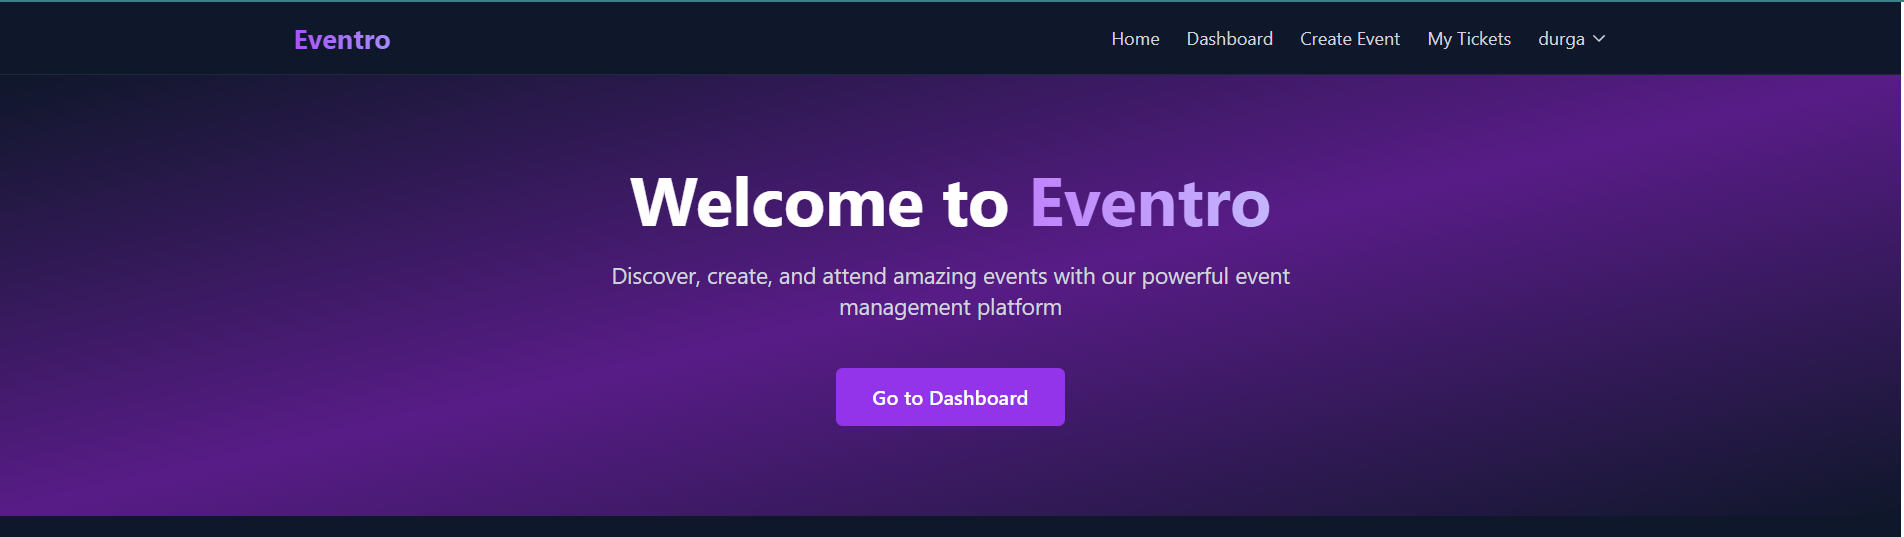 Eventro
Home Dashboard Create Event My Tickets durga
Welcome to Eventro
Discover, create, and attend amazing events with our powerful event
management platform
Go to Dashboard